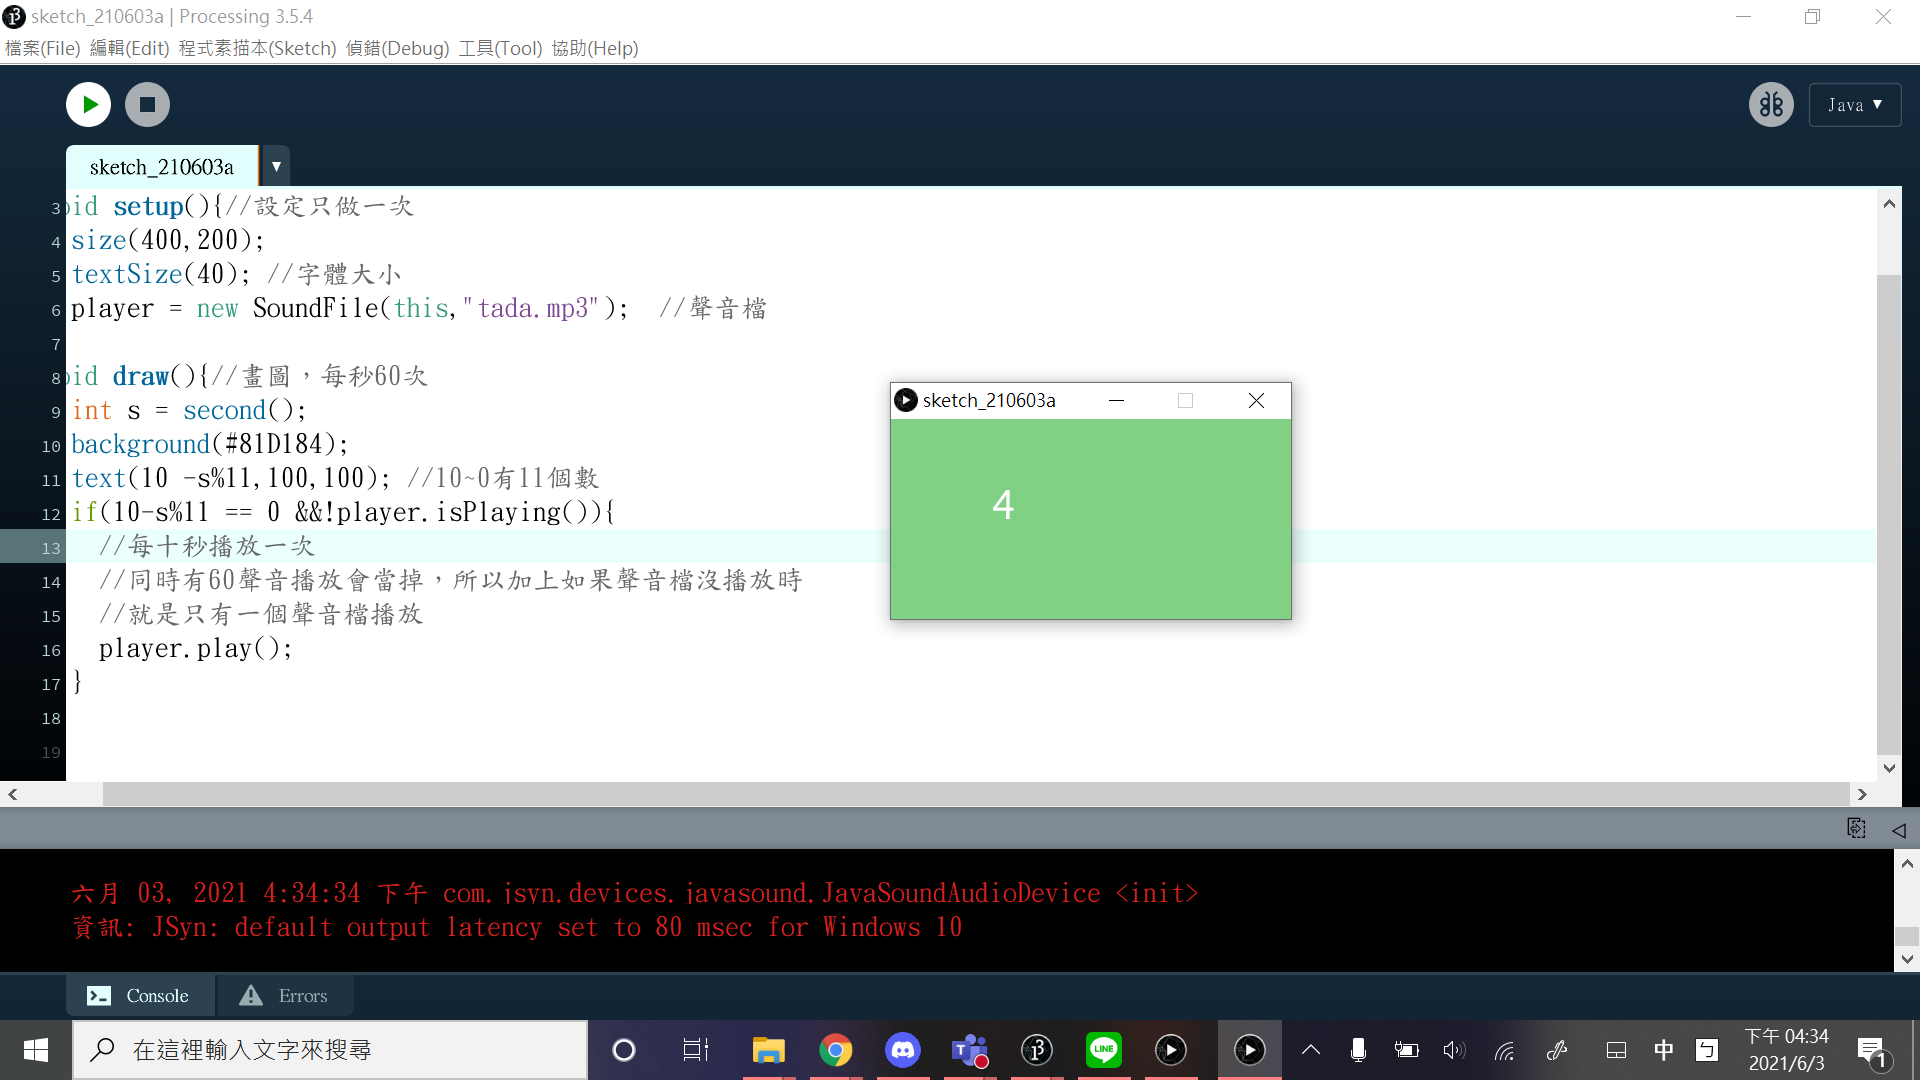 sketch_210603a | Processing 3.5.4
檔案(File) 編輯(Edit) 程式素描本(Sketch) 偵錯(Debug) 工具(Tool) 協助(Help)
Java ▼
sketch_210603a ▼
3 id setup(){//設定只做一次
4 size(400,200);
5 textSize(40); //字體大小
6 player = new SoundFile(this,"tada.mp3");  //聲音檔
7
8 id draw(){//畫圖，每秒60次
9 int s = second();
10 background(#81D184);
11 text(10 -s%11,100,100); //10~0有11個數
12 if(10-s%11 == 0 &&!player.isPlaying()){
13   //每十秒播放一次
14   //同時有60聲音播放會當掉，所以加上如果聲音檔沒播放時
15   //就是只有一個聲音檔播放
16   player.play();
17 }
18
19
sketch_210603a
4
六月 03, 2021 4:34:34 下午 com.jsyn.devices.javasound.JavaSoundAudioDevice <init>
資訊: JSyn: default output latency set to 80 msec for Windows 10
Console Errors
在這裡輸入文字來搜尋
LINE
中
下午 04:34
2021/6/3
1